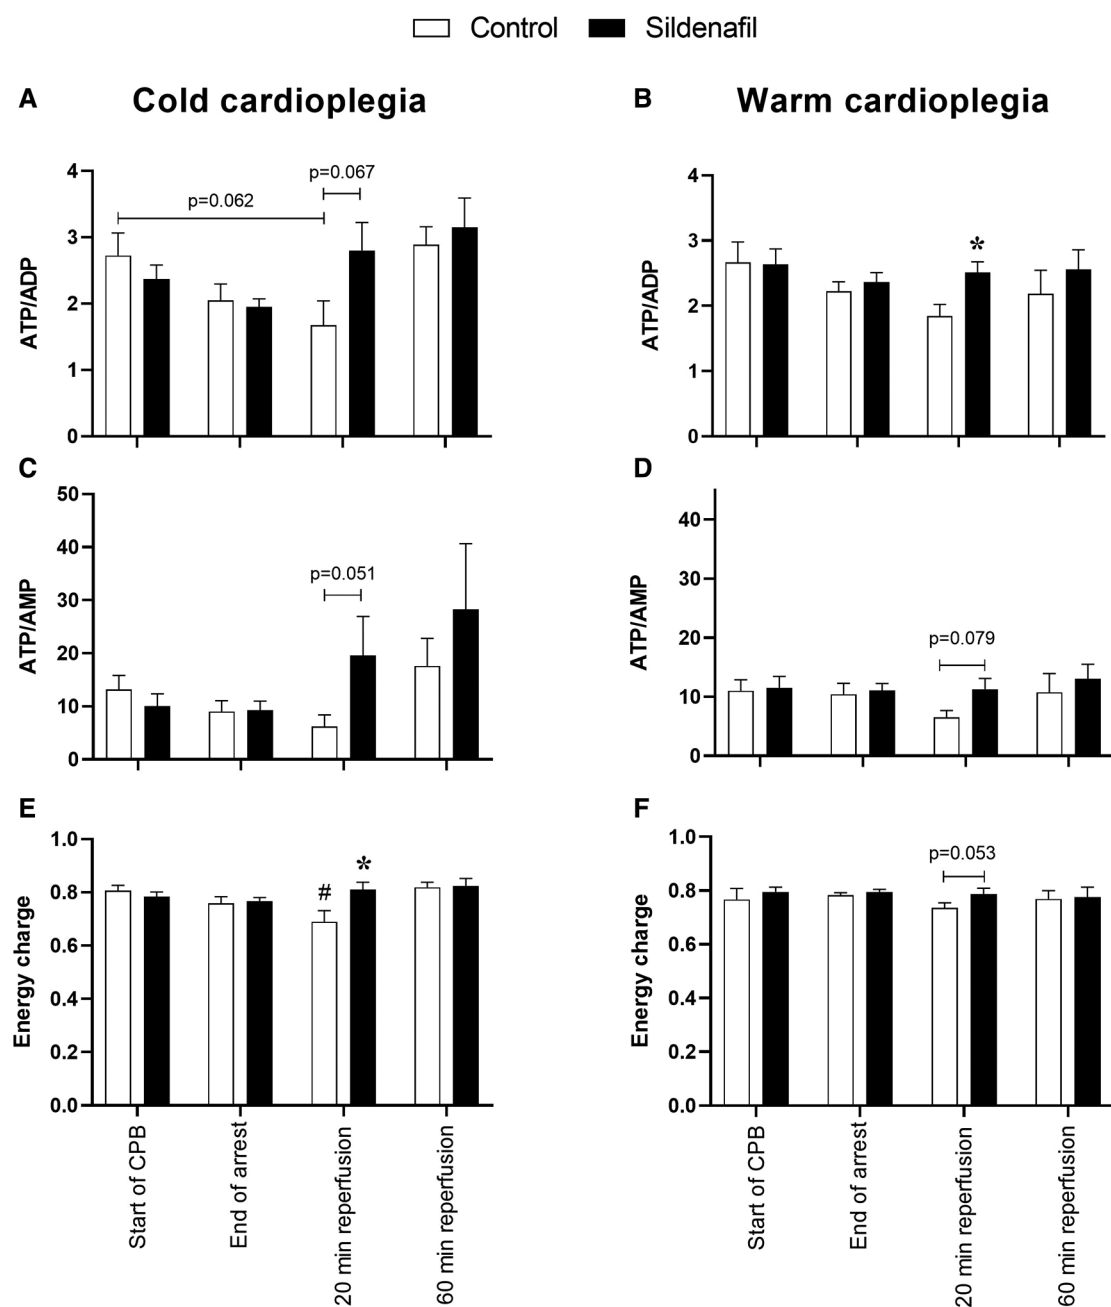 Control Sildenafil
A Cold cardioplegia
B Warm cardioplegia
ATP/ADP
4
3
2
1
0
p=0.062
p=0.067
ATP/ADP
4
3
2
1
0
*
C
ATP/AMP
50
40
30
20
10
0
p=0.051
D
ATP/AMP
40
30
20
10
0
p=0.079
E
Energy charge
1.0
0.8
0.6
0.4
0.2
0.0
#
*
Start of CPB
End of arrest
20 min reperfusion
60 min reperfusion
F
Energy charge
1.0
0.8
0.6
0.4
0.2
0.0
p=0.053
Start of CPB
End of arrest
20 min reperfusion
60 min reperfusion